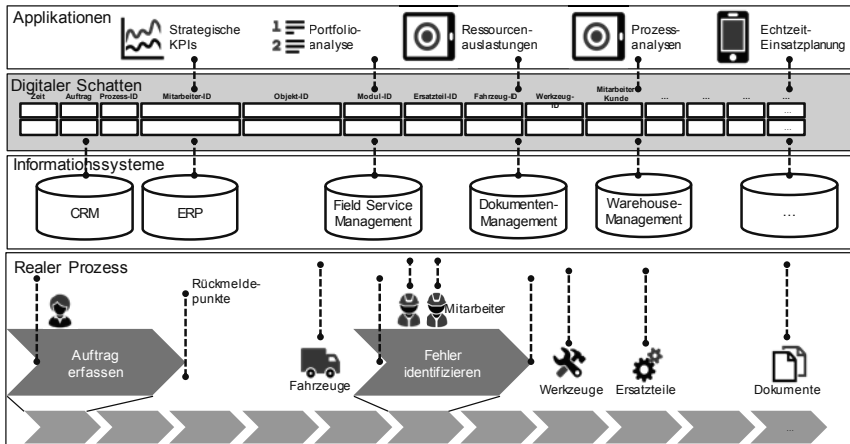 Applikationen
Strategische
KPIs
1
2
Portfolio-
analyse
Ressourcen-
auslastungen
Prozess-
analysen
Echtzeit-
Einsatzplanung
Digitaler Schatten
Zeit
Auftrag
Prozess-ID
Mitarbeiter-ID
Objekt-ID
Modul-ID
Ersatzteil-ID
Fahrzeug-ID
Werkzeug-
ID
Mitarbeiter
Kunde
...
...
...
...
...
...
Informationssysteme
CRM
ERP
Field Service
Management
Dokumenten-
Management
Warehouse-
Management
...
Realer Prozess
Rückmelde-
punkte
Mitarbeiter
Auftrag
erfassen
Fahrzeuge
Fehler
identifizieren
Werkzeuge
Ersatzteile
Dokumente
...